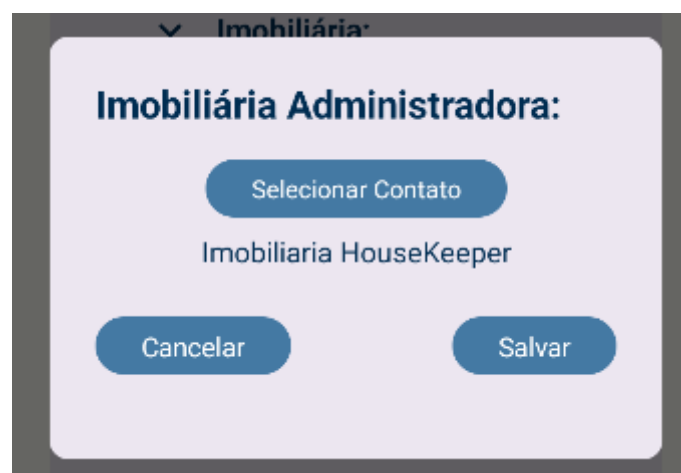 Imobiliária:
Imobiliária Administradora:
Selecionar Contato
Imobiliaria HouseKeeper
Cancelar
Salvar